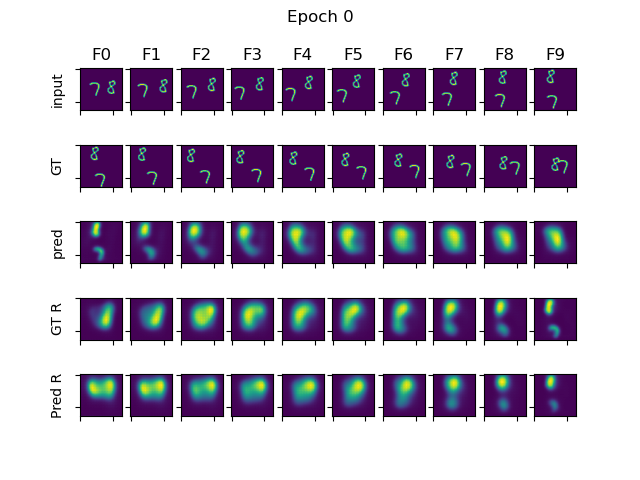 Epoch 0
F0 F1 F2 F3 F4 F5 F6 F7 F8 F9
input
GT
pred
GT R
Pred R